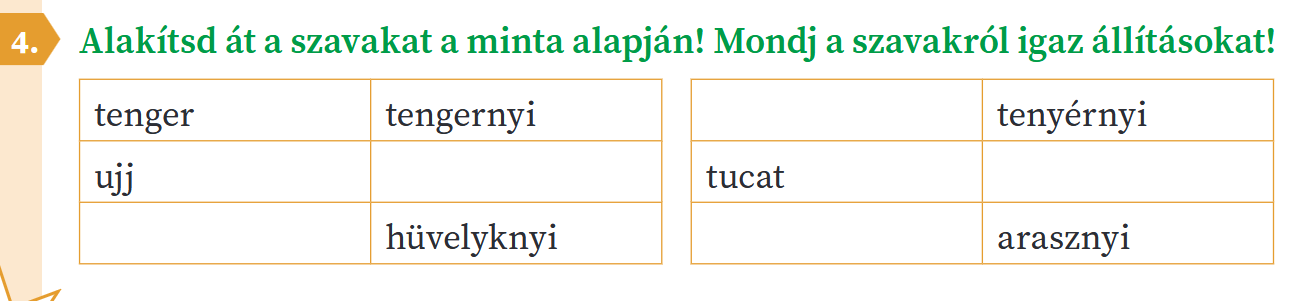 4. Alakítsd át a szavakat a minta alapján! Mondj a szavakról igaz állításokat!
tenger tengernyi
ujj
hüvelyknyi
tenyérnyi
tucat
arasznyi